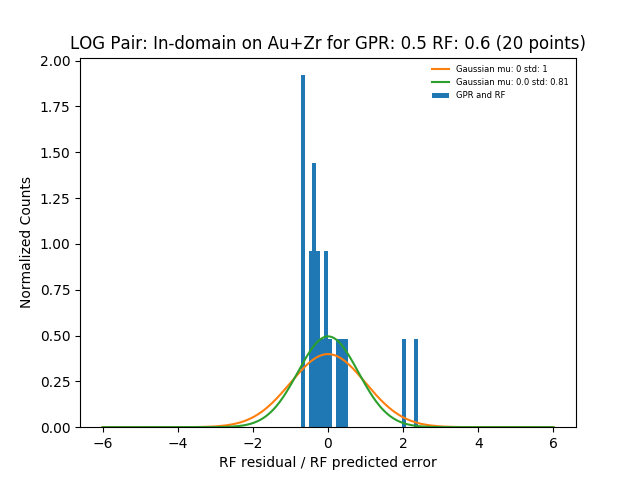 LOG Pair: In-domain on Au+Zr for GPR: 0.5 RF: 0.6 (20 points)
Gaussian mu: 0 std: 1
Gaussian mu: 0.0 std: 0.81
GPR and RF
Normalized Counts
2.00
1.75
1.50
1.25
1.00
0.75
0.50
0.25
0.00
−6 −4 −2 0 2 4 6
RF residual / RF predicted error